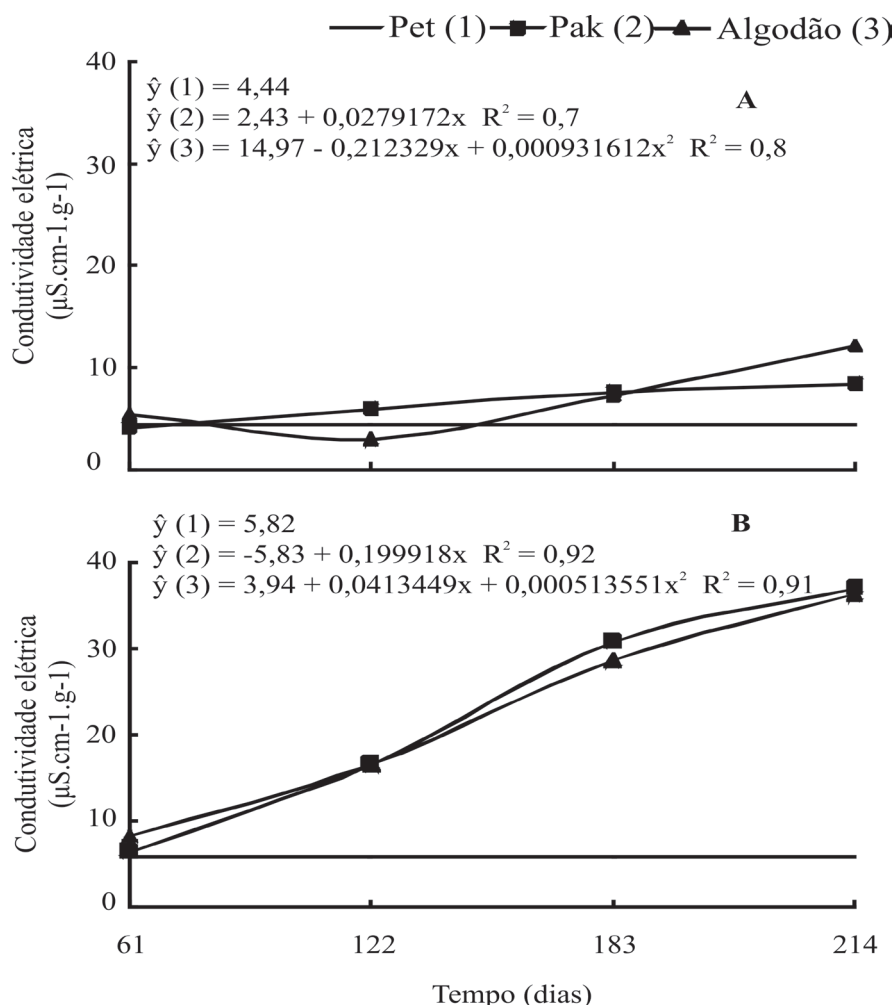 Pet (1) Pak (2) Algodão (3)
40
30
20
10
0
Condutividade elétrica
(µS.cm-1.g-1)
ŷ (1) = 4,44
ŷ (2) = 2,43 + 0,0279172x R² = 0,7
ŷ (3) = 14,97 - 0,212329x + 0,000931612x² R² = 0,8
A
40
30
20
10
0
Condutividade elétrica
(µS.cm-1.g-1)
ŷ (1) = 5,82
ŷ (2) = -5,83 + 0,199918x R² = 0,92
ŷ (3) = 3,94 + 0,0413449x + 0,000513551x² R² = 0,91
B
61 122 183 214
Tempo (dias)